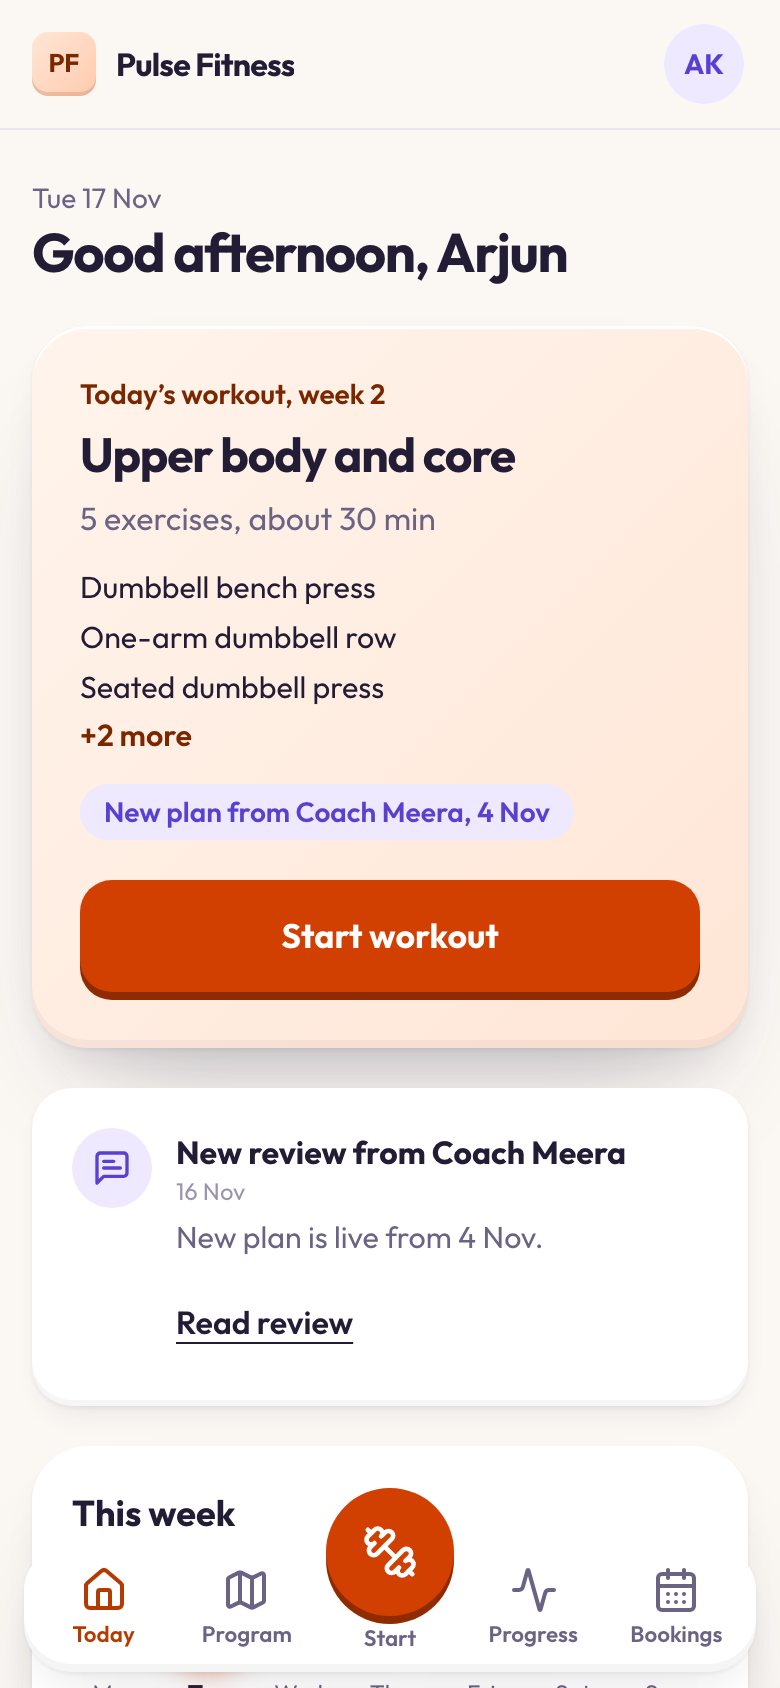 PF
Pulse Fitness
AK
Tue 17 Nov
Good afternoon, Arjun
Today’s workout, week 2
Upper body and core
5 exercises, about 30 min
Dumbbell bench press
One-arm dumbbell row
Seated dumbbell press
+2 more
New plan from Coach Meera, 4 Nov
Start workout
New review from Coach Meera
16 Nov
New plan is live from 4 Nov.
Read review
This week
Today
Program
Start
Progress
Bookings